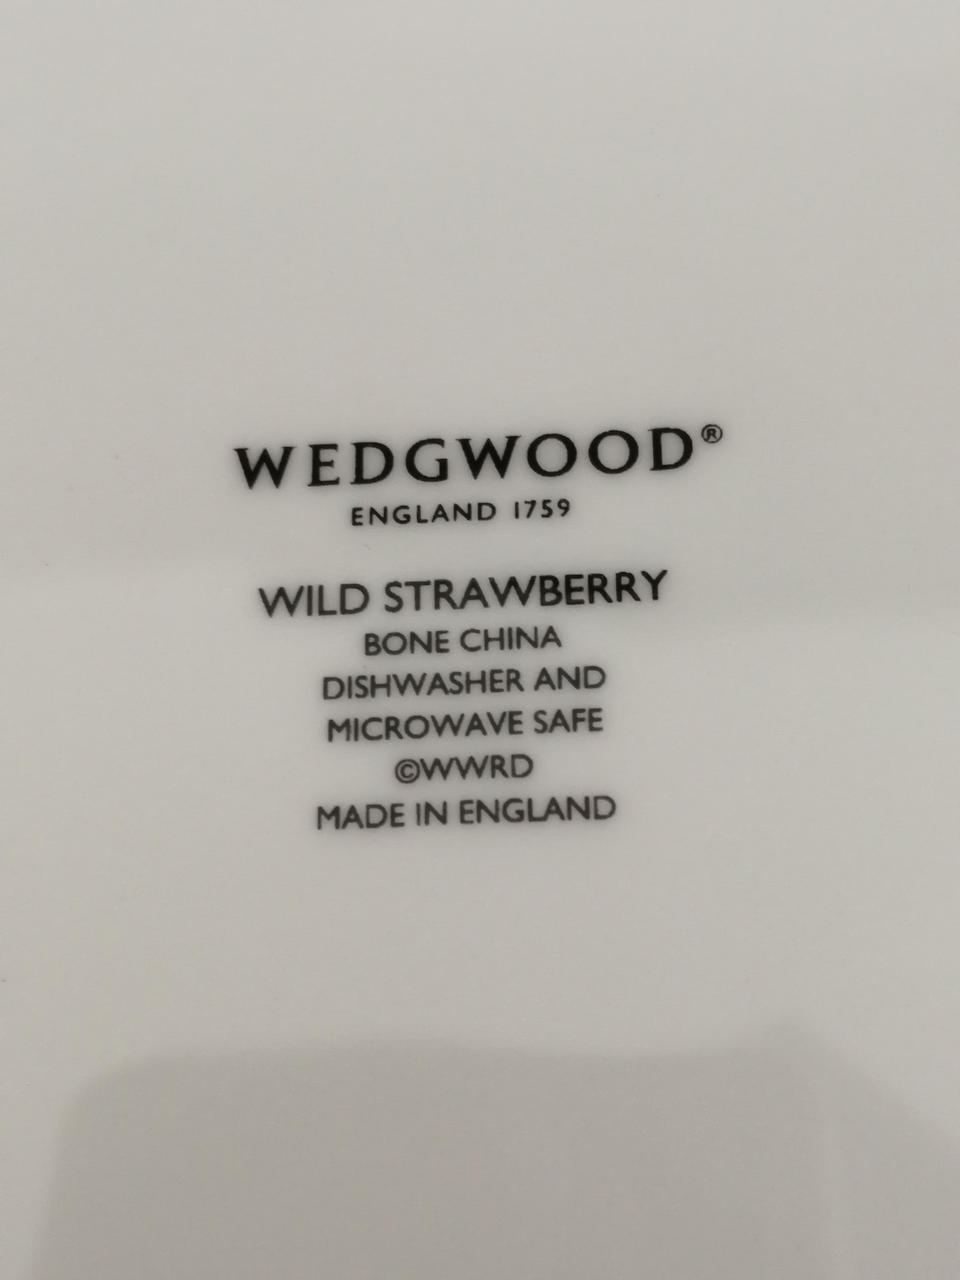 WEDGWOOD®
ENGLAND 1759
WILD STRAWBERRY
BONE CHINA
DISHWASHER AND
MICROWAVE SAFE
©WWRD
MADE IN ENGLAND